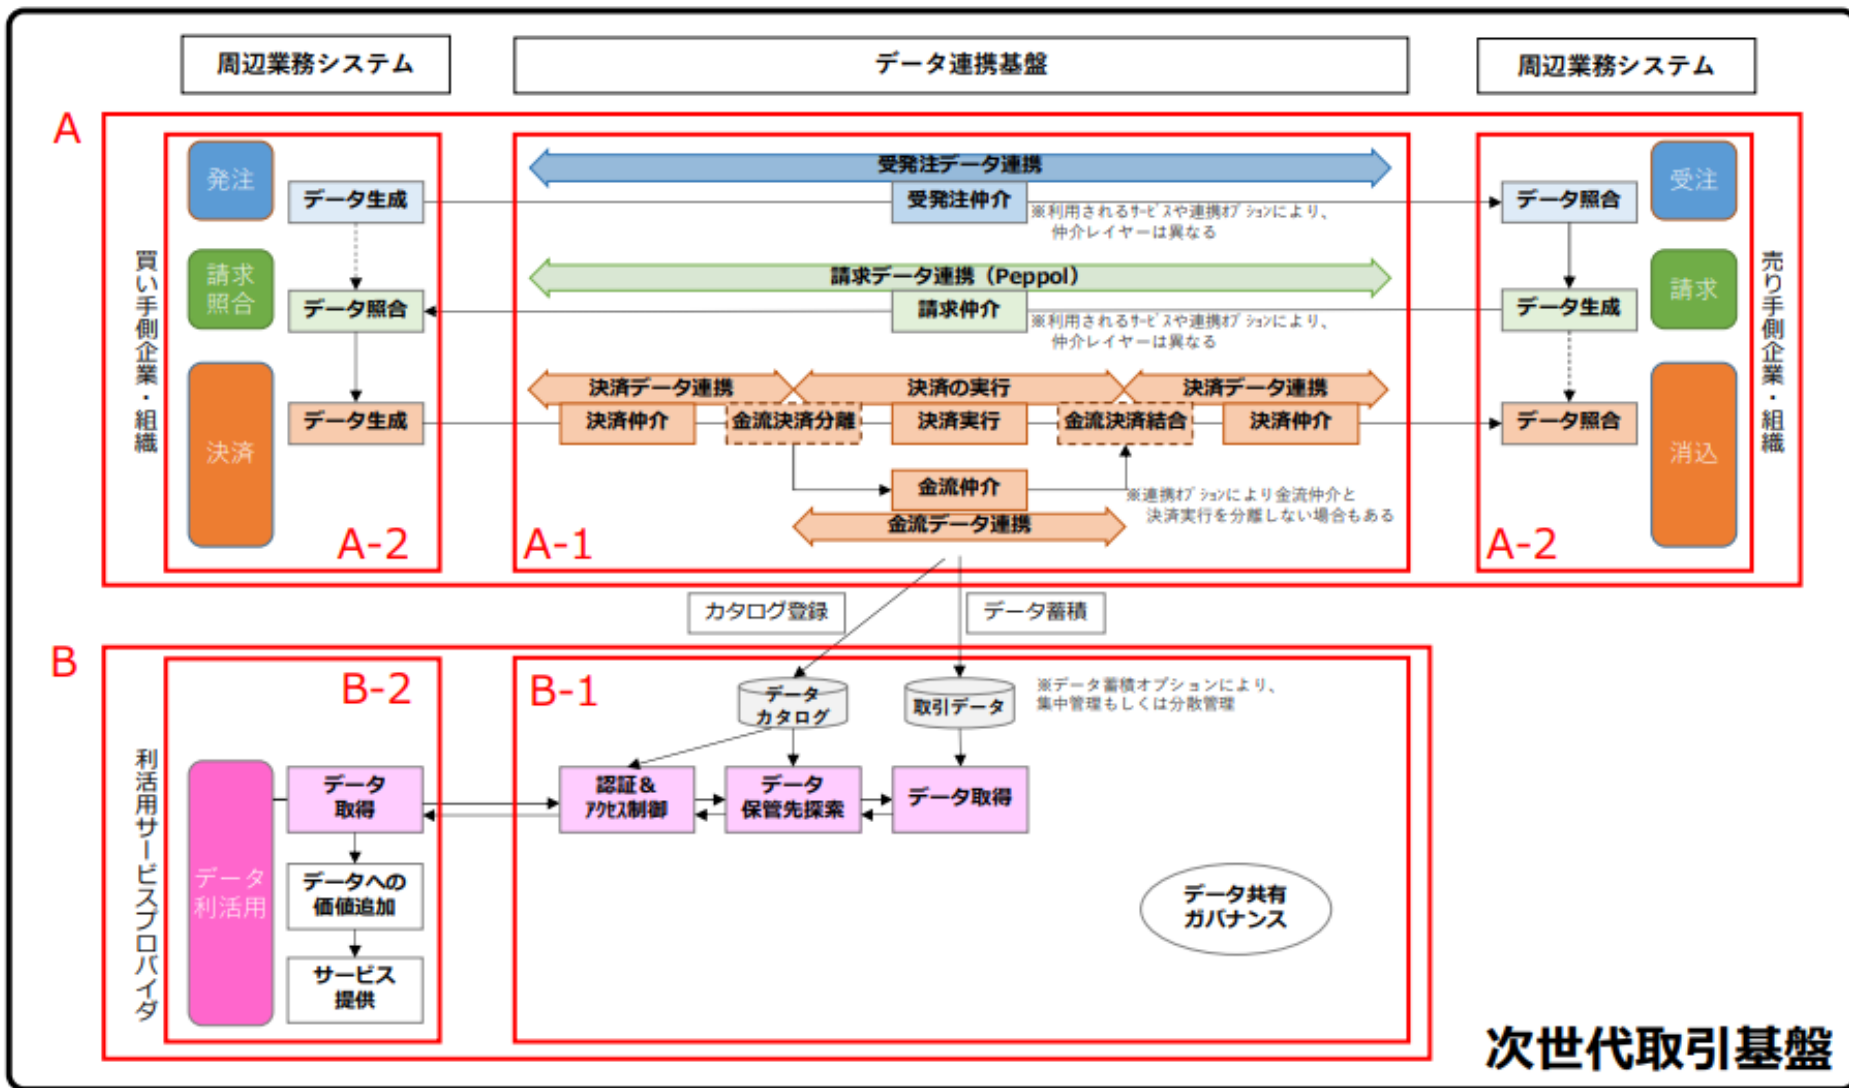 周辺業務システム
データ連携基盤
周辺業務システム
A
買い手側企業・組織
発注
データ生成
請求
照合
データ照合
決済
データ生成
A-2
受発注データ連携
受発注仲介
※利用されるｻｰﾋﾞｽや連携ｵﾌﾟｼｮﾝにより、
仲介レイヤーは異なる
請求データ連携（Peppol）
請求仲介
※利用されるｻｰﾋﾞｽや連携ｵﾌﾟｼｮﾝにより、
仲介レイヤーは異なる
決済データ連携
決済の実行
決済データ連携
決済仲介
金流決済分離
決済実行
金流決済結合
決済仲介
金流仲介
※連携ｵﾌﾟｼｮﾝにより金流仲介と
決済実行を分離しない場合もある
金流データ連携
A-1
データ照合
受注
データ生成
請求
データ照合
消込
A-2
売り手側企業・組織
カタログ登録
データ蓄積
B
利活用サービスプロバイダ
B-2
データ
利活用
データ
取得
データへの
価値追加
サービス
提供
B-1
データ
カタログ
取引データ
※データ蓄積オプションにより、
集中管理もしくは分散管理
認証＆
ｱｸｾｽ制御
データ
保管先探索
データ取得
データ共有
ガバナンス
次世代取引基盤